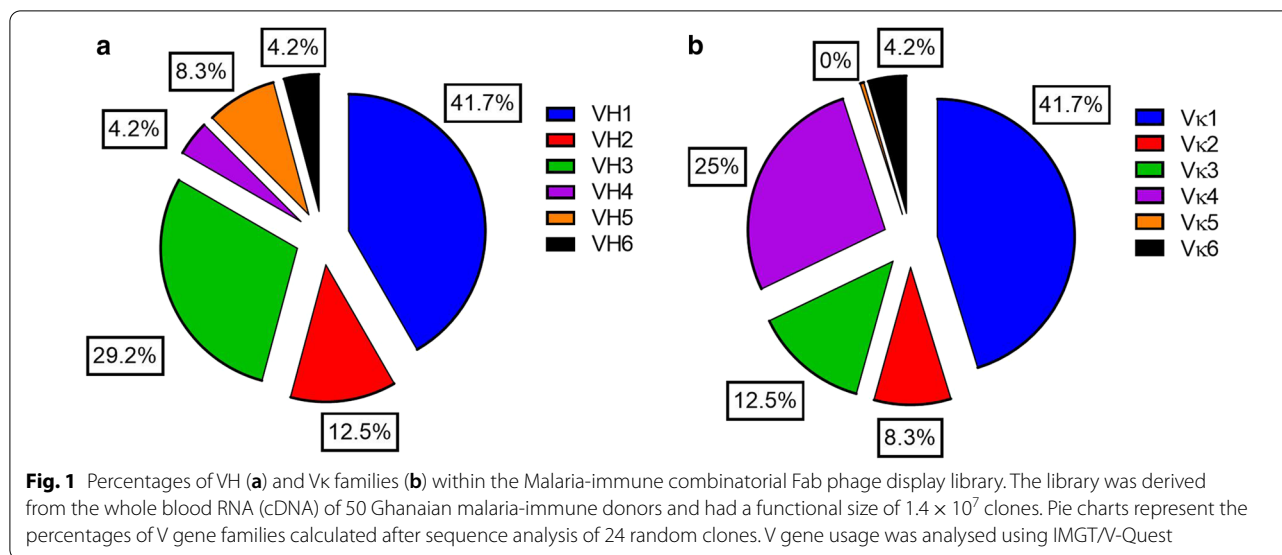 a
4.2%
8.3%
4.2%
41.7%
29.2%
12.5%
VH1
VH2
VH3
VH4
VH5
VH6
b
0%
4.2%
41.7%
25%
12.5%
8.3%
Vκ1
Vκ2
Vκ3
Vκ4
Vκ5
Vκ6
Fig. 1 Percentages of VH (a) and Vκ families (b) within the Malaria-immune combinatorial Fab phage display library. The library was derived
from the whole blood RNA (cDNA) of 50 Ghanaian malaria-immune donors and had a functional size of 1.4 × 10⁷ clones. Pie charts represent the
percentages of V gene families calculated after sequence analysis of 24 random clones. V gene usage was analysed using IMGT/V-Quest